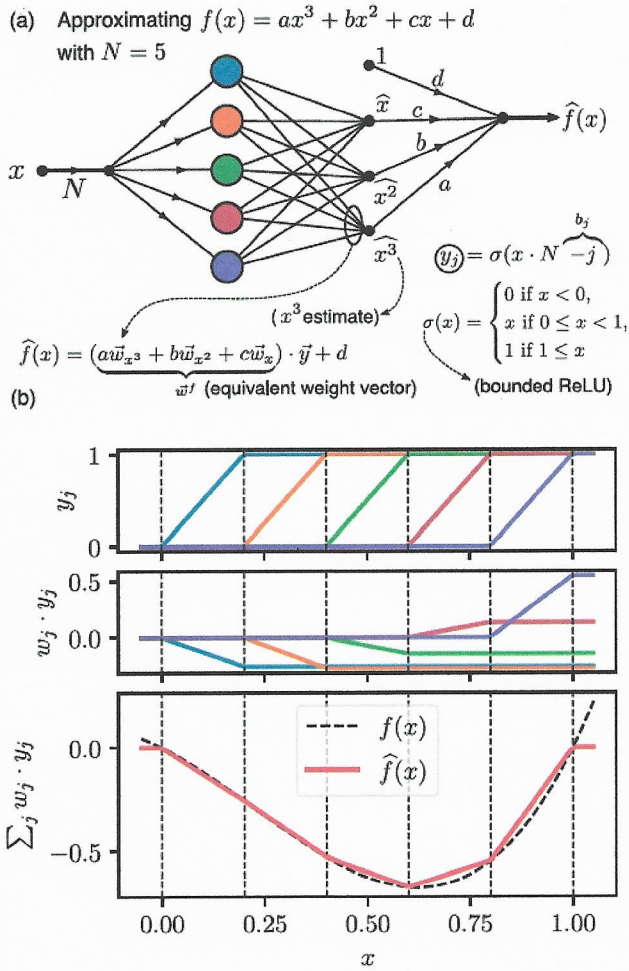 (a) Approximating f(x) = ax³ + bx² + cx + d
with N = 5
1
d
x̂
c
f̂(x)
b
x
N
x̂²
a
x̂³
b_j
y_j = σ(x · N −j)
(x³ estimate)
σ(x) = { 0 if x < 0,
x if 0 ≤ x < 1,
1 if 1 ≤ x
f̂(x) = (aw⃗_x³ + bw⃗_x² + cw⃗_x) · y⃗ + d
w⃗′ (equivalent weight vector)
(bounded ReLU)
(b)
1
y_j
0
0.5
w_j · y_j
0.0
f(x)
f̂(x)
0.0
∑_j w_j · y_j
−0.5
0.00 0.25 0.50 0.75 1.00
x